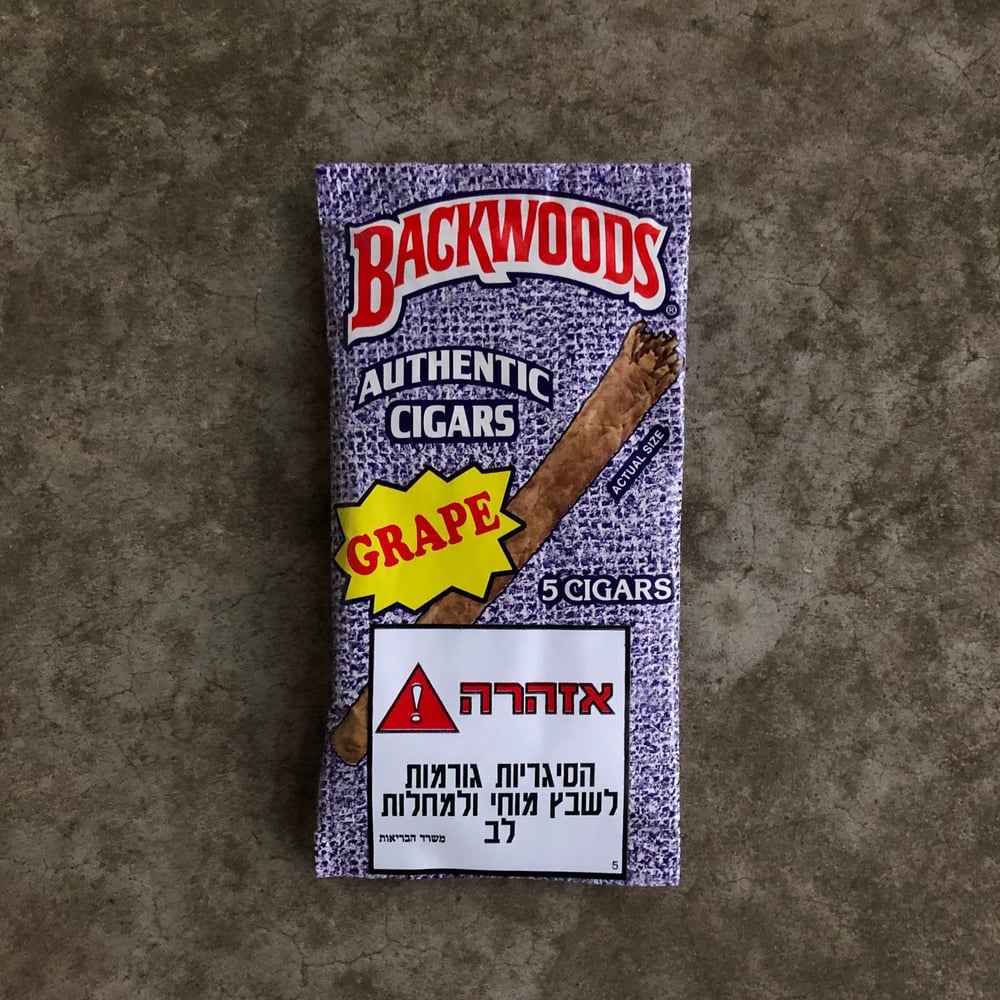 BACKWOODS
®
AUTHENTIC
CIGARS
ACTUAL SIZE
GRAPE
5 CIGARS
אזהרה
הסיגריות גורמות
לשבץ מוחי ולמחלות
לב
משרד הבריאות
5